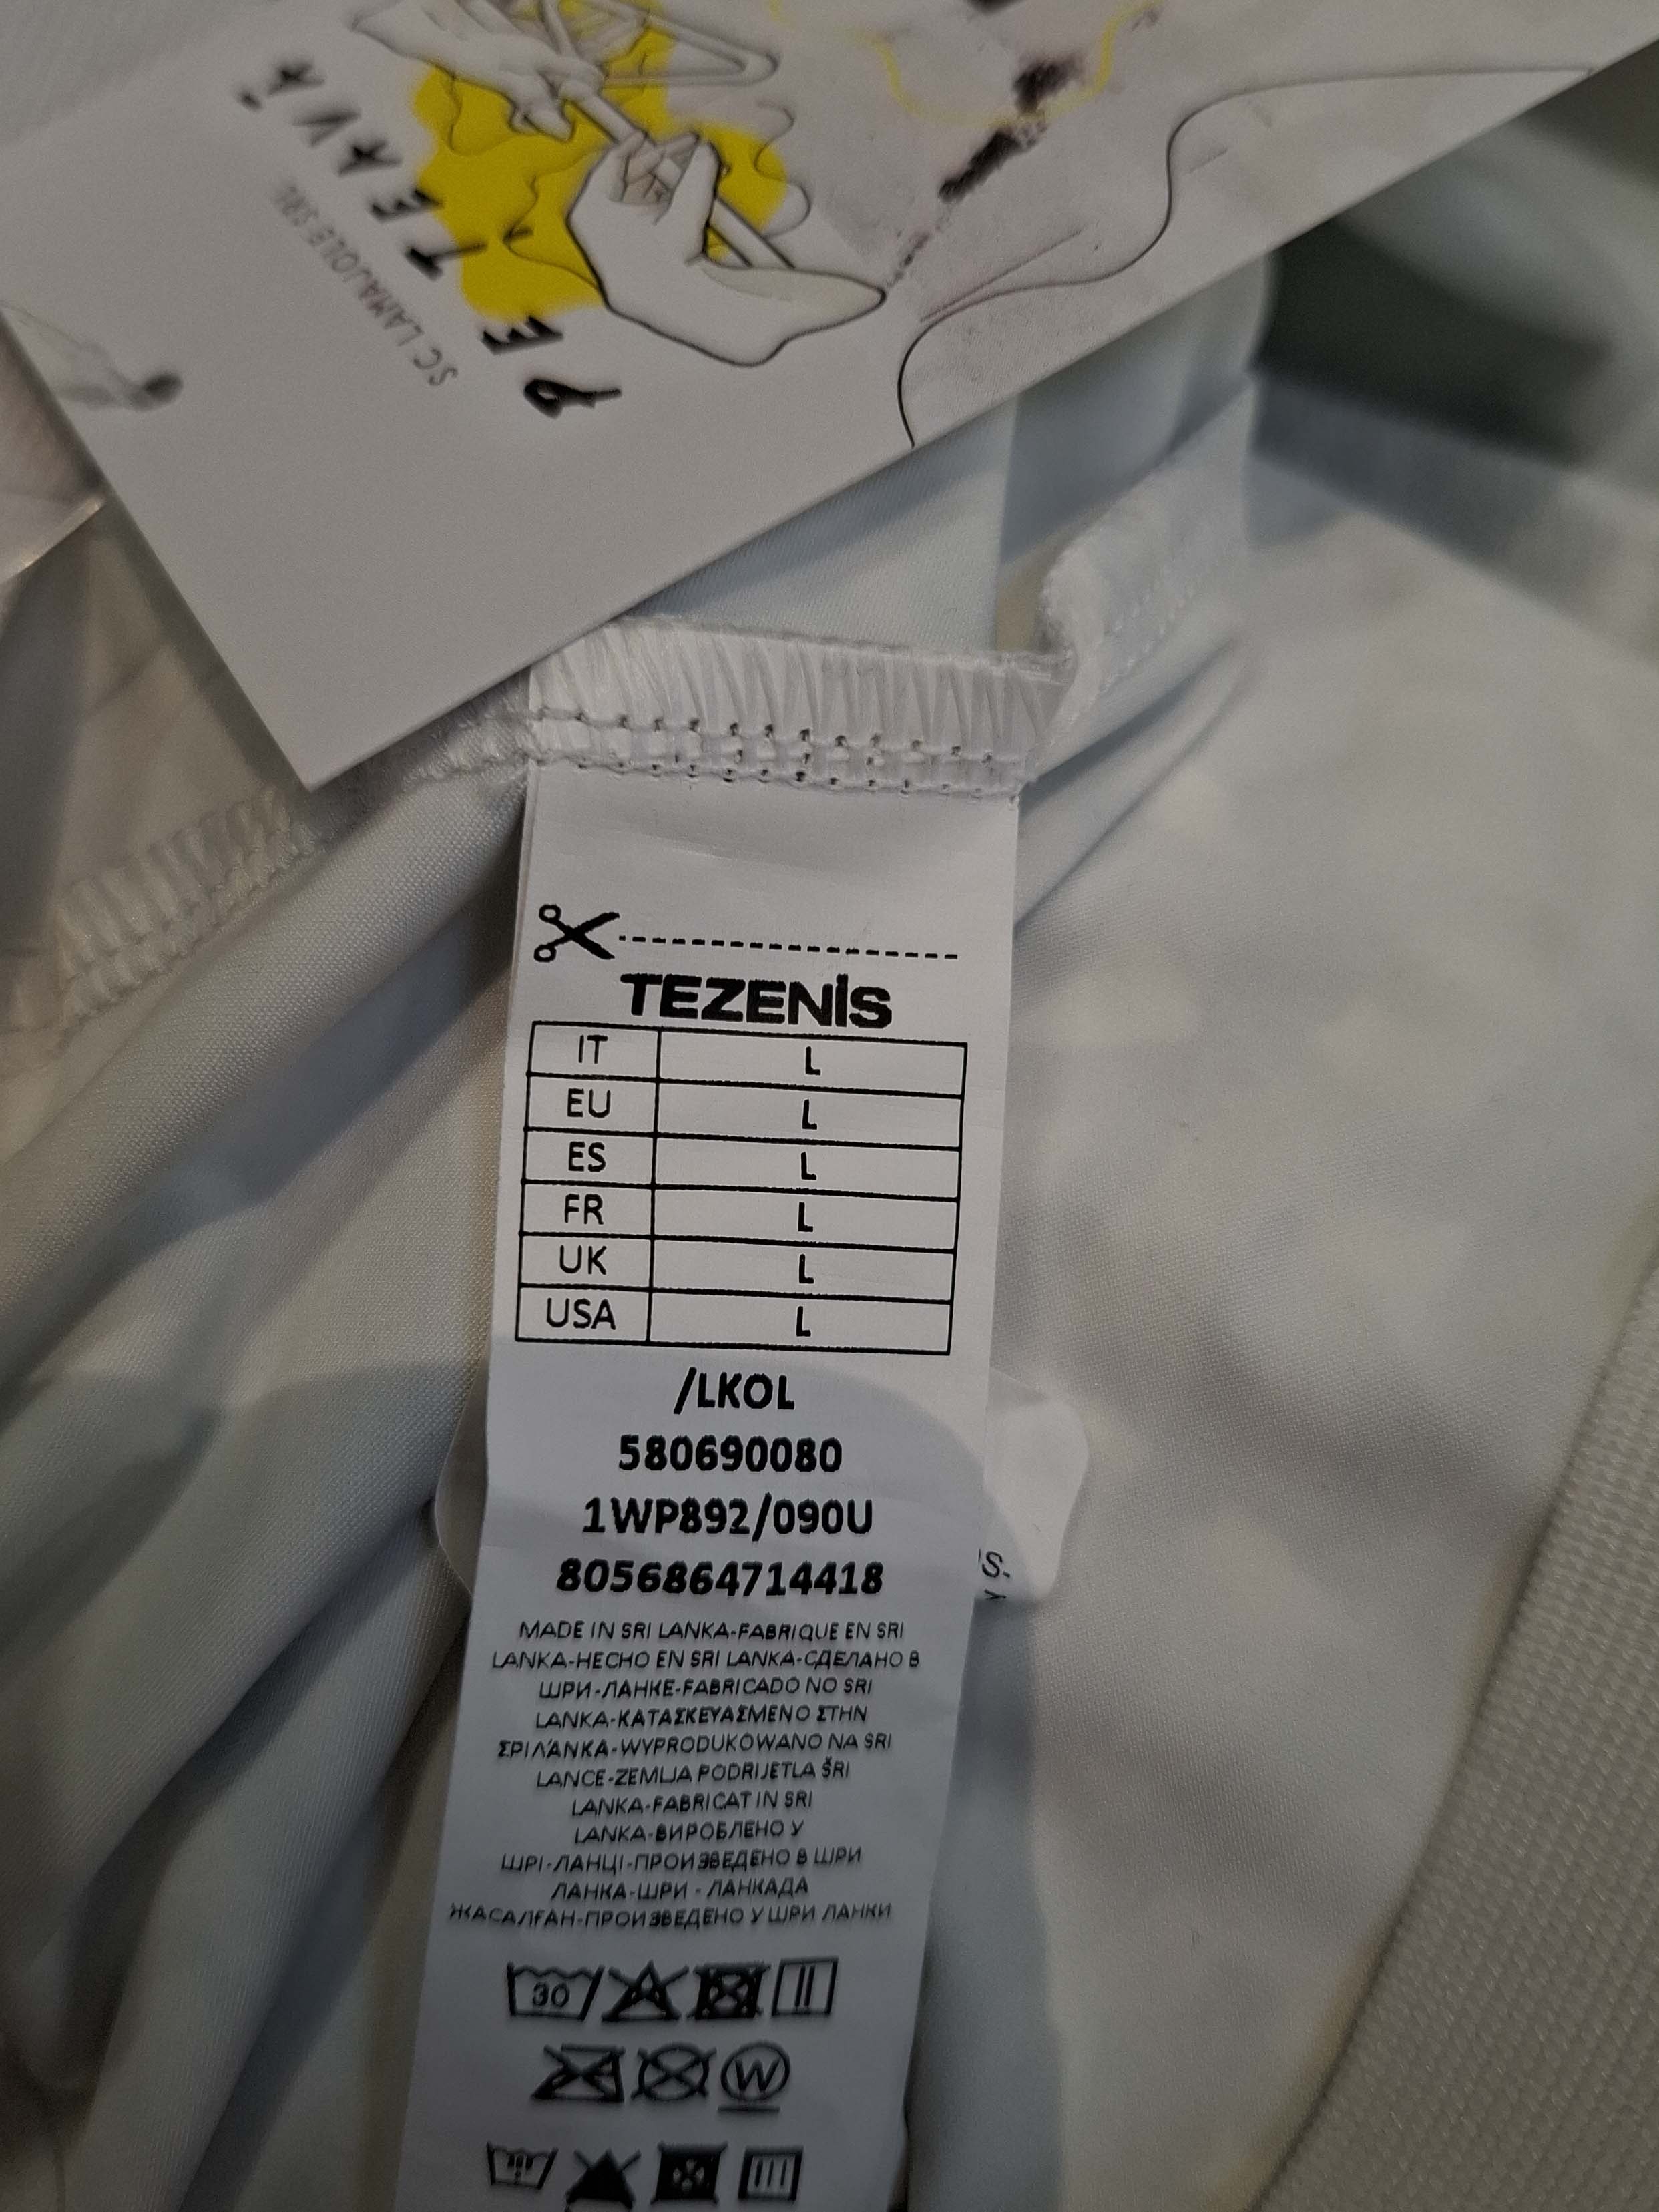 PE TEAVĂ
SC LAMAJOLIE SRL
TEZENIS
IT L
EU L
ES L
FR L
UK L
USA L
/LKOL
580690080
1WP892/090U
8056864714418
MADE IN SRI LANKA-FABRIQUE EN SRI
LANKA-HECHO EN SRI LANKA-СДЕЛАНО В
ШРИ-ЛАНКЕ-FABRICADO NO SRI
LANKA-ΚΑΤΑΣΚΕΥΑΣΜΕΝΟ ΣΤΗΝ
ΣΡΙ ΛΆΝΚΑ-WYPRODUKOWANO NA SRI
LANCE-ZEMLJA PODRIJETLA ŠRI
LANKA-FABRICAT IN SRI
LANKA-ВИРОБЛЕНО У
ШРІ-ЛАНЦІ-ПРОИЗВЕДЕНО В ШРИ
ЛАНКА-ШРИ - ЛАНКАДА
ЖАСАЛҒАН-ПРОИЗВЕДЕНО У ШРИ ЛАНКИ
30
W